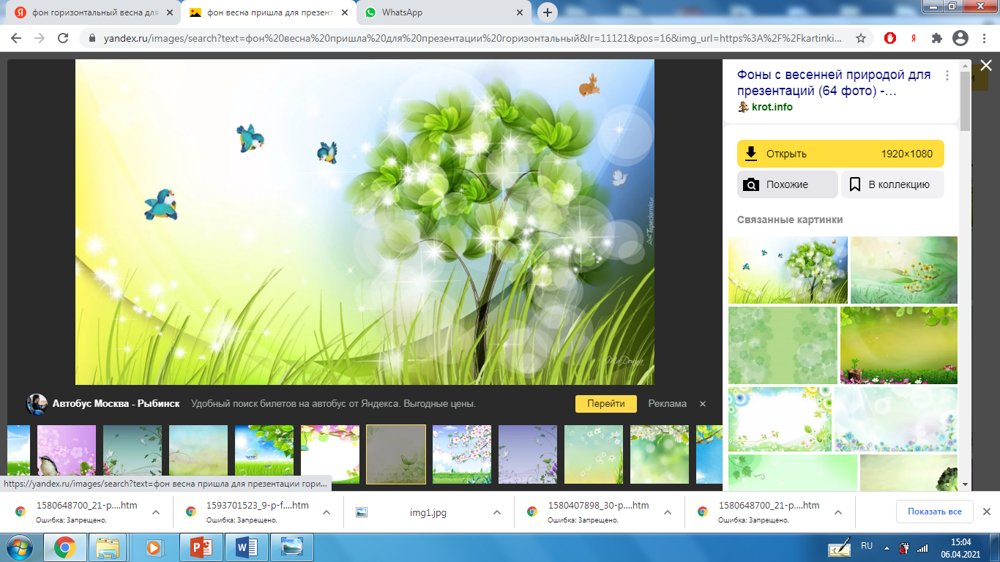 фон горизонтальный весна для
фон весна пришла для презент
WhatsApp
yandex.ru/images/search?text=фон%20весна%20пришла%20для%20презентации%20горизонтальный&lr=11121&pos=16&img_url=https%3A%2F%2Fkartinki...
Фоны с весенней природой для
презентаций (64 фото) -...
krot.info
Открыть 1920×1080
Похожие
В коллекцию
Связанные картинки
Tapeciarnia.pl
Ma Donna
Автобус Москва - Рыбинск Удобный поиск билетов на автобус от Яндекса. Выгодные цены.
Перейти
Реклама
https://yandex.ru/images/search?text=фон весна пришла для презентации гори...
1580648700_21-p....htm
Ошибка: Запрещено.
1593701523_9-p-f....htm
Ошибка: Запрещено.
img1.jpg
1580407898_30-p....htm
Ошибка: Запрещено.
1580648700_21-p....htm
Ошибка: Запрещено.
Показать все
RU
15:04
06.04.2021